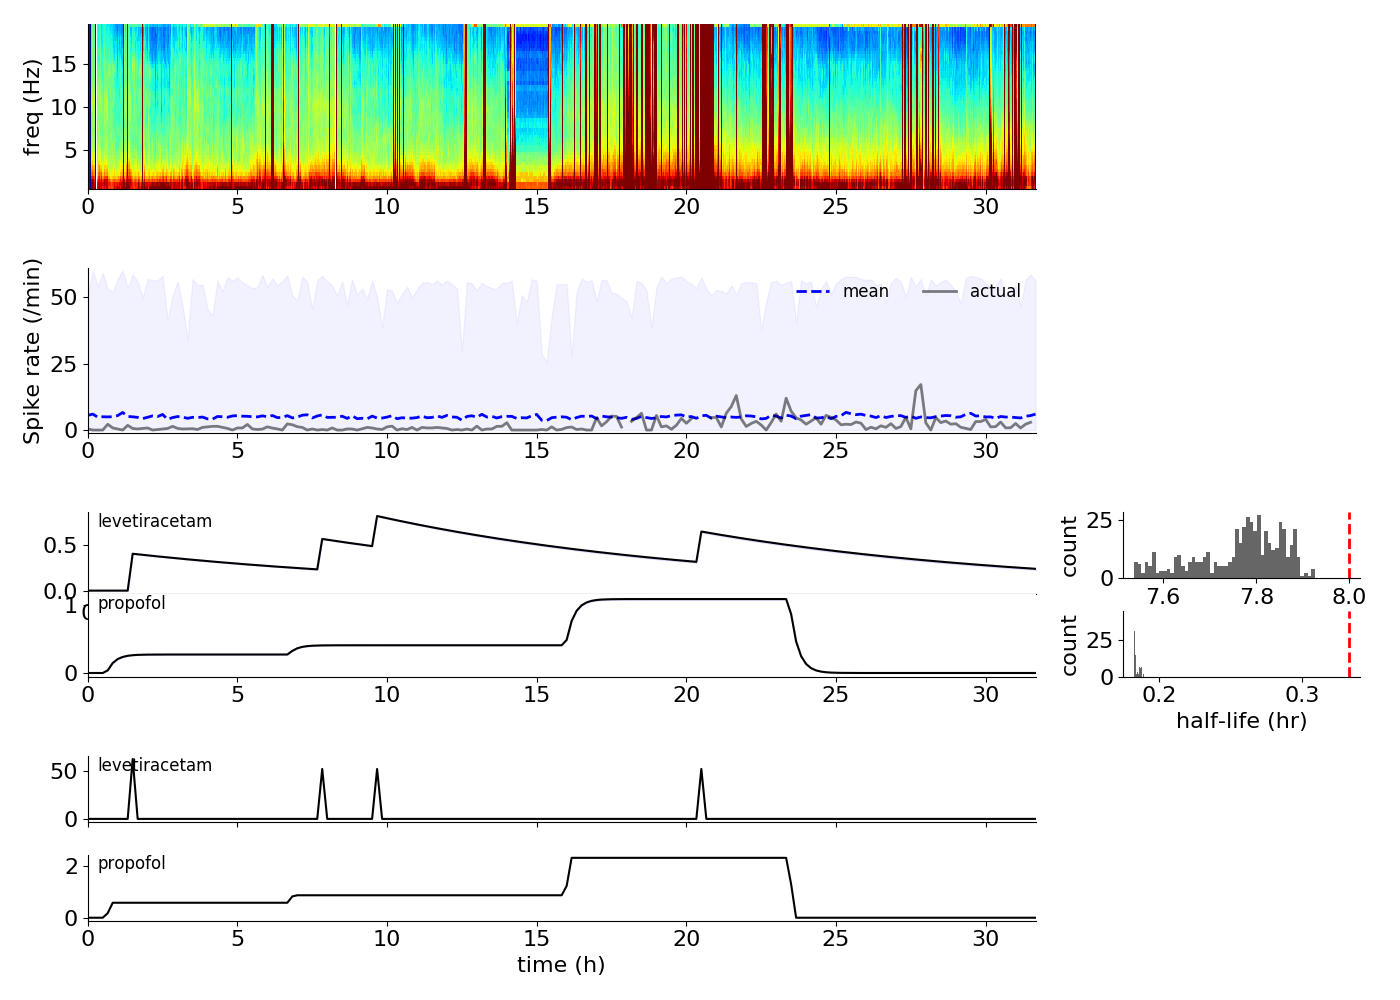 freq (Hz)
15
10
5
0 5 10 15 20 25 30
Spike rate (/min)
50
25
0
mean actual
0 5 10 15 20 25 30
levetiracetam
0.5
0.0
count
25
0
7.6 7.8 8.0
propofol
1
0
0 5 10 15 20 25 30
count
25
0
0.2 0.3
half-life (hr)
levetiracetam
50
0
propofol
2
0
0 5 10 15 20 25 30
time (h)